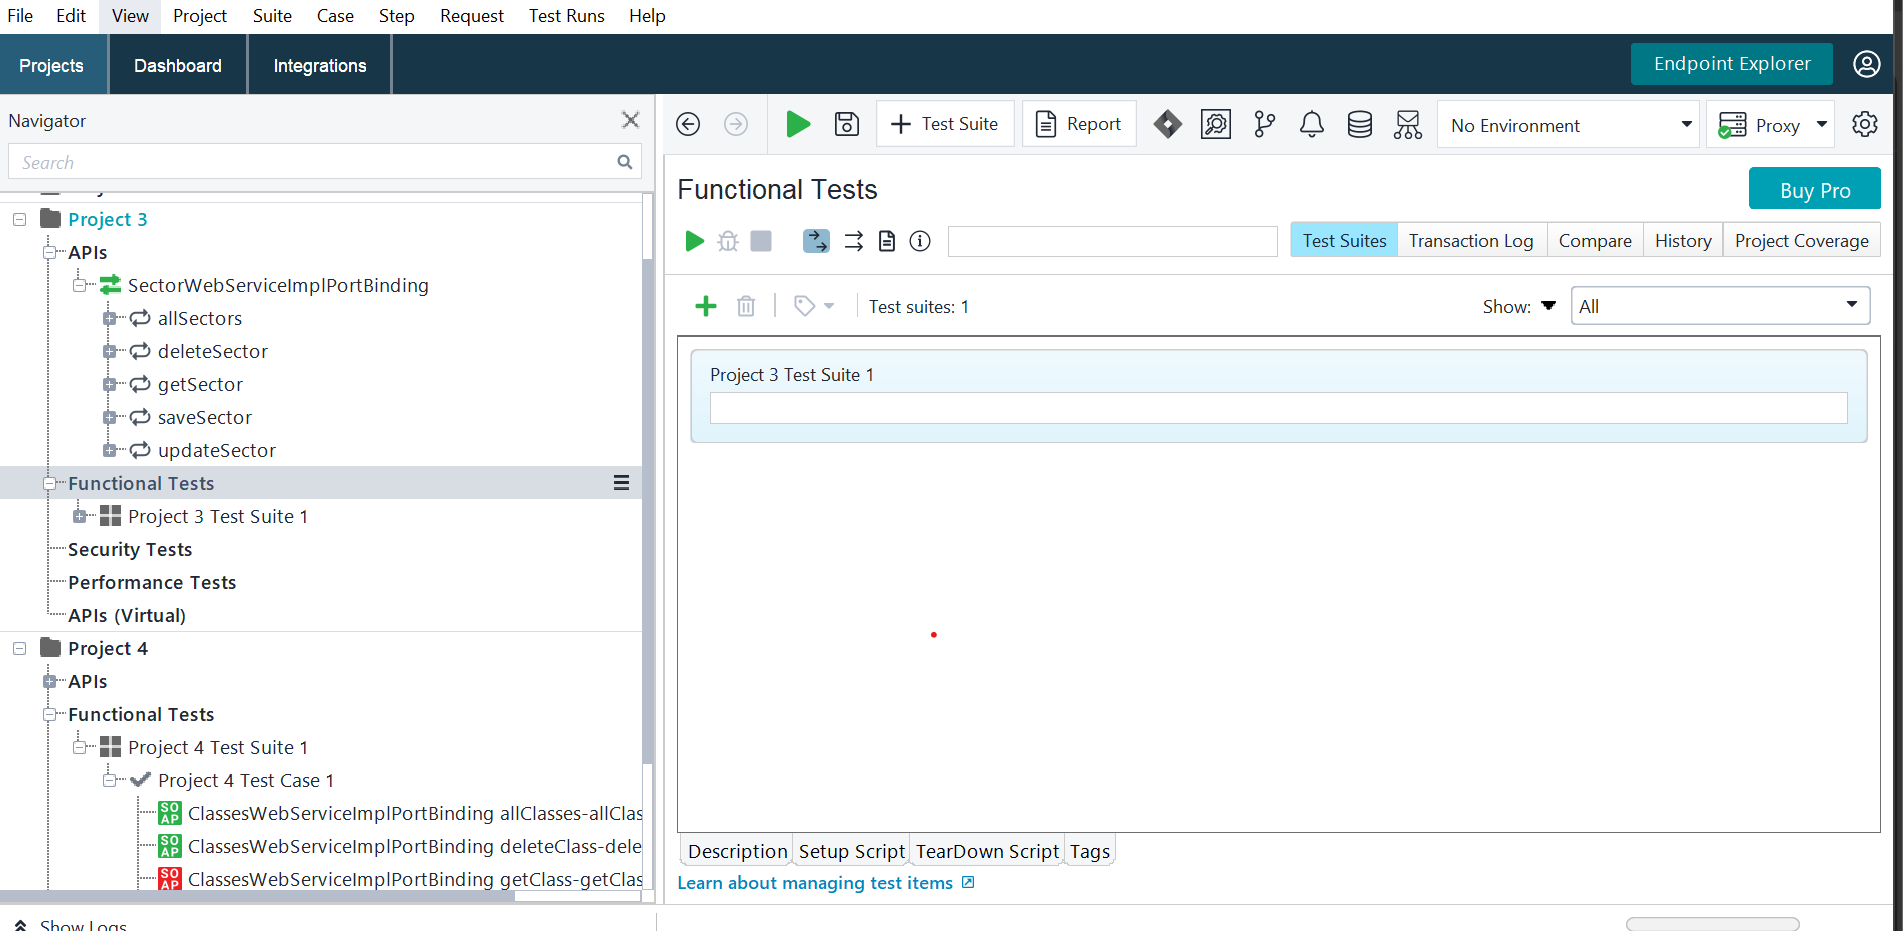 File Edit View Project Suite Case Step Request Test Runs Help
Projects Dashboard Integrations Endpoint Explorer
Navigator
Search
Test Suite Report No Environment Proxy
Project 3
APIs
SectorWebServiceImplPortBinding
allSectors
deleteSector
getSector
saveSector
updateSector
Functional Tests
Project 3 Test Suite 1
Security Tests
Performance Tests
APIs (Virtual)
Project 4
APIs
Functional Tests
Project 4 Test Suite 1
Project 4 Test Case 1
SO AP ClassesWebServiceImplPortBinding allClasses-allClas
SO AP ClassesWebServiceImplPortBinding deleteClass-dele
SO AP ClassesWebServiceImplPortBinding getClass-getClas
Show Logs
Functional Tests
Buy Pro
Test Suites Transaction Log Compare History Project Coverage
Test suites: 1 Show: All
Project 3 Test Suite 1
Description Setup Script TearDown Script Tags
Learn about managing test items